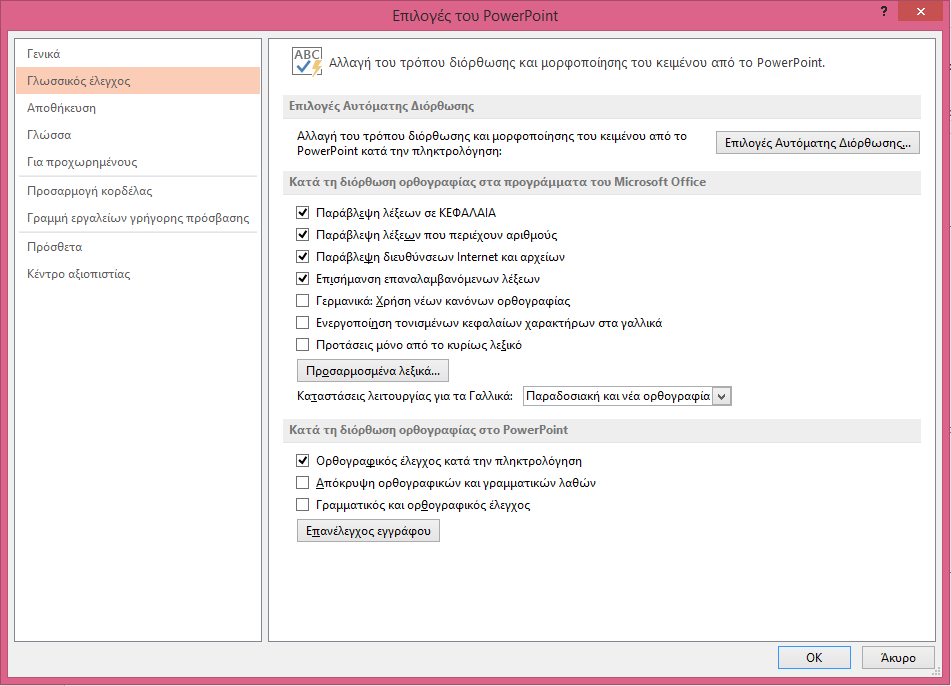 Επιλογές του PowerPoint
?
Γενικά
Γλωσσικός έλεγχος
Αποθήκευση
Γλώσσα
Για προχωρημένους
Προσαρμογή κορδέλας
Γραμμή εργαλείων γρήγορης πρόσβασης
Πρόσθετα
Κέντρο αξιοπιστίας
ABC
Αλλαγή του τρόπου διόρθωσης και μορφοποίησης του κειμένου από το PowerPoint.
Επιλογές Αυτόματης Διόρθωσης
Αλλαγή του τρόπου διόρθωσης και μορφοποίησης του κειμένου από το
PowerPoint κατά την πληκτρολόγηση:
Επιλογές Αυτόματης Διόρθωσης...
Κατά τη διόρθωση ορθογραφίας στα προγράμματα του Microsoft Office
Παράβλεψη λέξεων σε ΚΕΦΑΛΑΙΑ
Παράβλεψη λέξεων που περιέχουν αριθμούς
Παράβλεψη διευθύνσεων Internet και αρχείων
Επισήμανση επαναλαμβανόμενων λέξεων
Γερμανικά: Χρήση νέων κανόνων ορθογραφίας
Ενεργοποίηση τονισμένων κεφαλαίων χαρακτήρων στα γαλλικά
Προτάσεις μόνο από το κυρίως λεξικό
Προσαρμοσμένα λεξικά...
Καταστάσεις λειτουργίας για τα Γαλλικά: Παραδοσιακή και νέα ορθογραφία
Κατά τη διόρθωση ορθογραφίας στο PowerPoint
Ορθογραφικός έλεγχος κατά την πληκτρολόγηση
Απόκρυψη ορθογραφικών και γραμματικών λαθών
Γραμματικός και ορθογραφικός έλεγχος
Επανέλεγχος εγγράφου
OK
Άκυρο